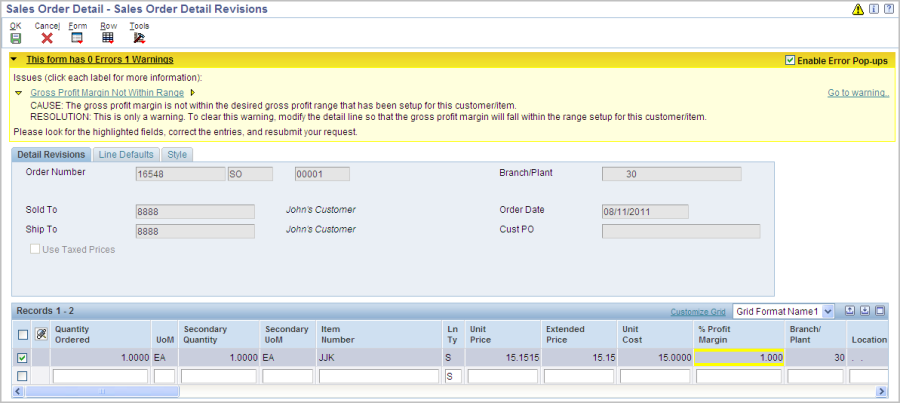 Sales Order Detail - Sales Order Detail Revisions
OK Cancel Form Row Tools
This form has 0 Errors 1 Warnings
Enable Error Pop-ups
Issues (click each label for more information):
Gross Profit Margin Not Within Range
Go to warning..
CAUSE: The gross profit margin is not within the desired gross profit range that has been setup for this customer/item.
RESOLUTION: This is only a warning. To clear this warning, modify the detail line so that the gross profit margin will fall within the range setup for this customer/item.
Please look for the highlighted fields, correct the entries, and resubmit your request.
Detail Revisions Line Defaults Style
Order Number 16548 SO 00001 Branch/Plant 30
Sold To 8888 John's Customer Order Date 08/11/2011
Ship To 8888 John's Customer Cust PO
Use Taxed Prices
Records 1 - 2 Customize Grid Grid Format Name1
Quantity Secondary Secondary Item Ln Unit Extended Unit % Profit Branch/
Ordered UoM Quantity UoM Number Ty Price Price Cost Margin Plant Location
1.0000 EA 1.0000 EA JJK S 15.1515 15.15 15.0000 1.000 30 . .
S